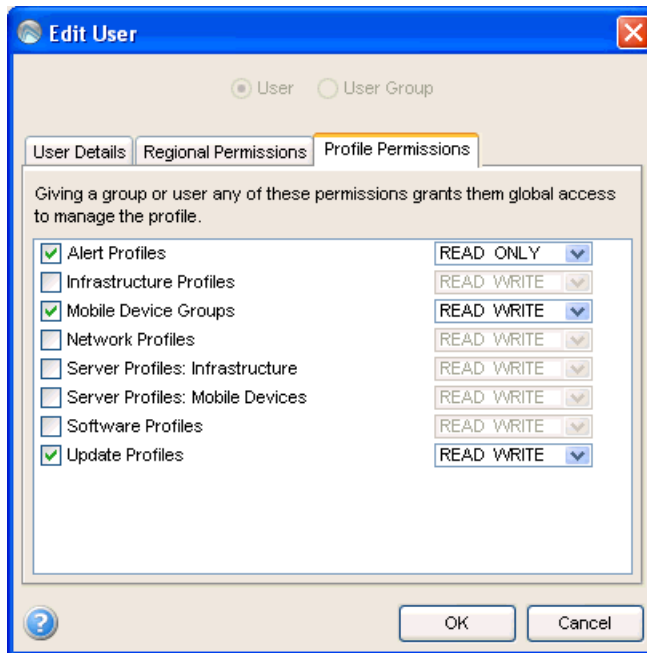 Edit User
User User Group
User Details Regional Permissions Profile Permissions
Giving a group or user any of these permissions grants them global access
to manage the profile.
Alert Profiles READ ONLY
Infrastructure Profiles READ WRITE
Mobile Device Groups READ WRITE
Network Profiles READ WRITE
Server Profiles: Infrastructure READ WRITE
Server Profiles: Mobile Devices READ WRITE
Software Profiles READ WRITE
Update Profiles READ WRITE
? OK Cancel